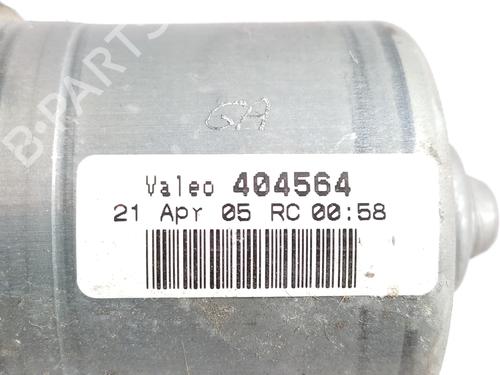 B-PARTS
GA
Valeo 404564
21 Apr 05 RC 00:58